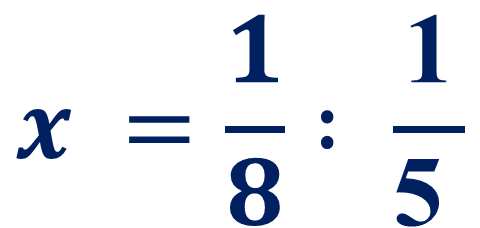 x = 1/8 : 1/5